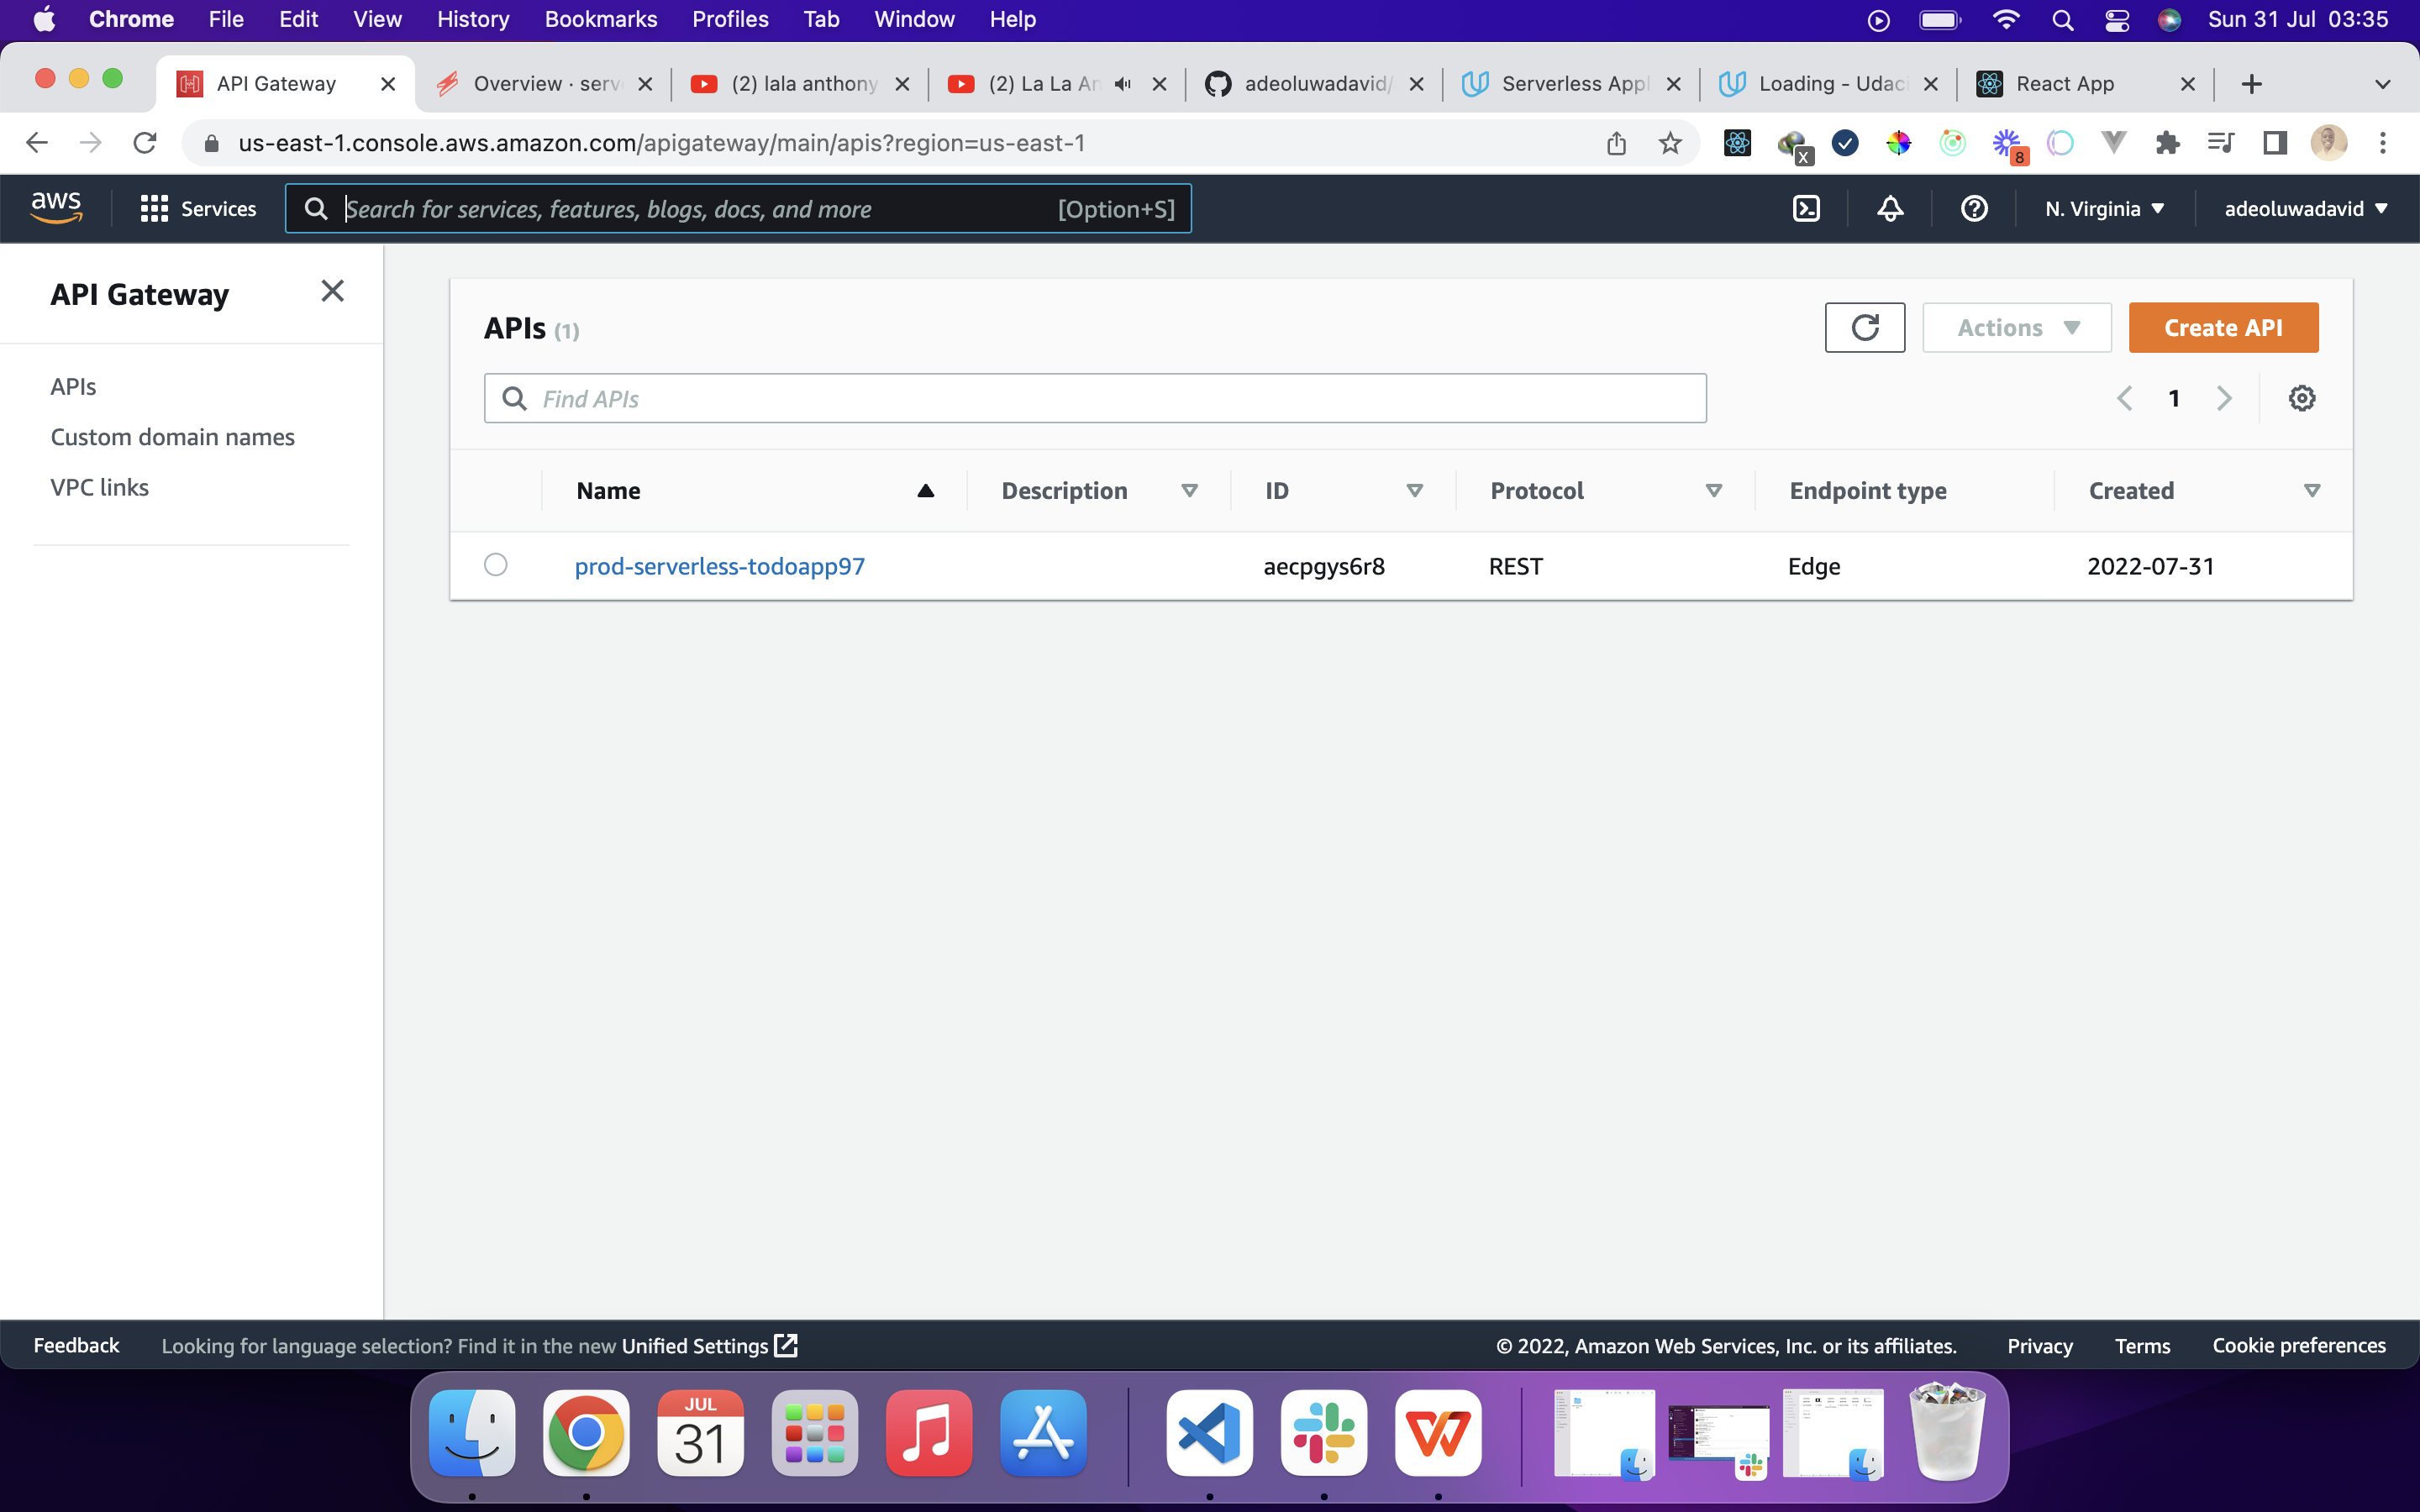 Chrome File Edit View History Bookmarks Profiles Tab Window Help Sun 31 Jul 03:35
API Gateway Overview · serv (2) lala anthony (2) La La An adeoluwadavid/ Serverless Appl Loading - Udaci React App
us-east-1.console.aws.amazon.com/apigateway/main/apis?region=us-east-1 X 8
aws Services Search for services, features, blogs, docs, and more [Option+S] N. Virginia adeoluwadavid
API Gateway
APIs
Custom domain names
VPC links
APIs (1) Actions Create API
Find APIs 1
Name Description ID Protocol Endpoint type Created
prod-serverless-todoapp97 aecpgys6r8 REST Edge 2022-07-31
Feedback Looking for language selection? Find it in the new Unified Settings © 2022, Amazon Web Services, Inc. or its affiliates. Privacy Terms Cookie preferences
JUL
31